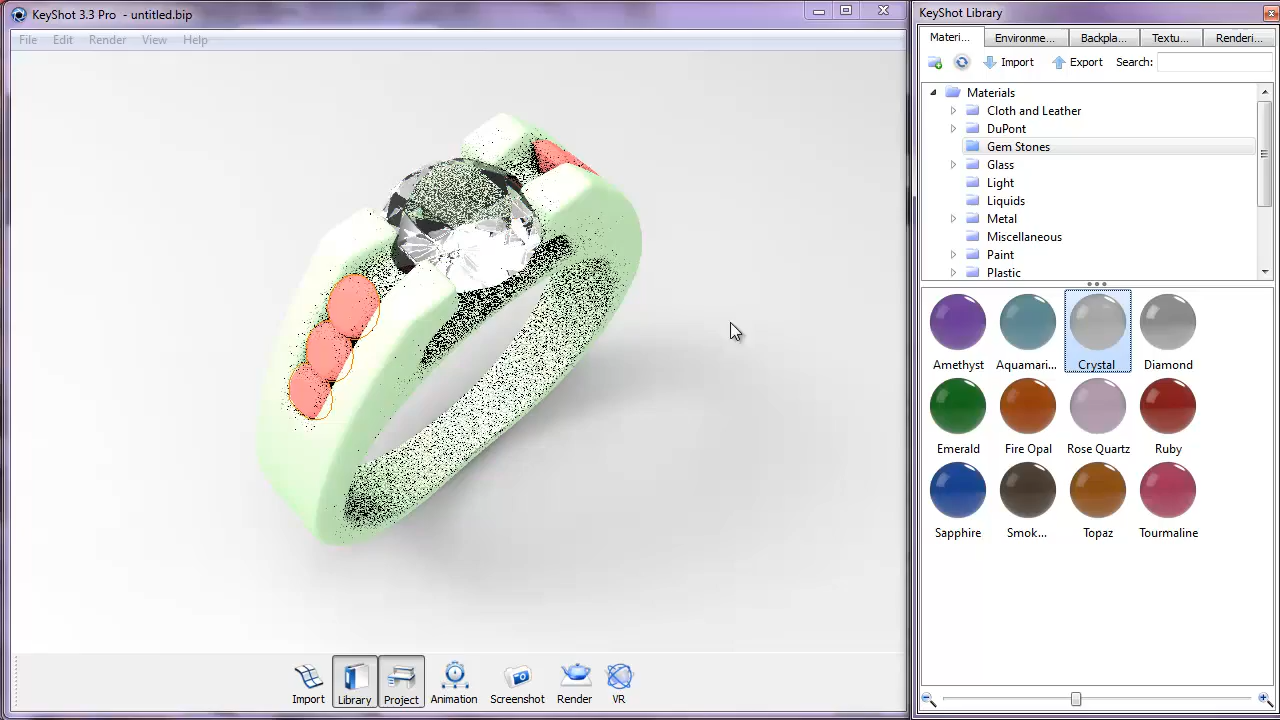 KeyShot 3.3 Pro - untitled.bip
File Edit Render View Help
KeyShot Library
Materi... Environme... Backpla... Textu... Renderi...
Import Export Search:
Materials
Cloth and Leather
DuPont
Gem Stones
Glass
Light
Liquids
Metal
Miscellaneous
Paint
Plastic
Amethyst Aquamari... Crystal Diamond
Emerald Fire Opal Rose Quartz Ruby
Sapphire Smok... Topaz Tourmaline
Import Library Project Animation Screenshot Render VR